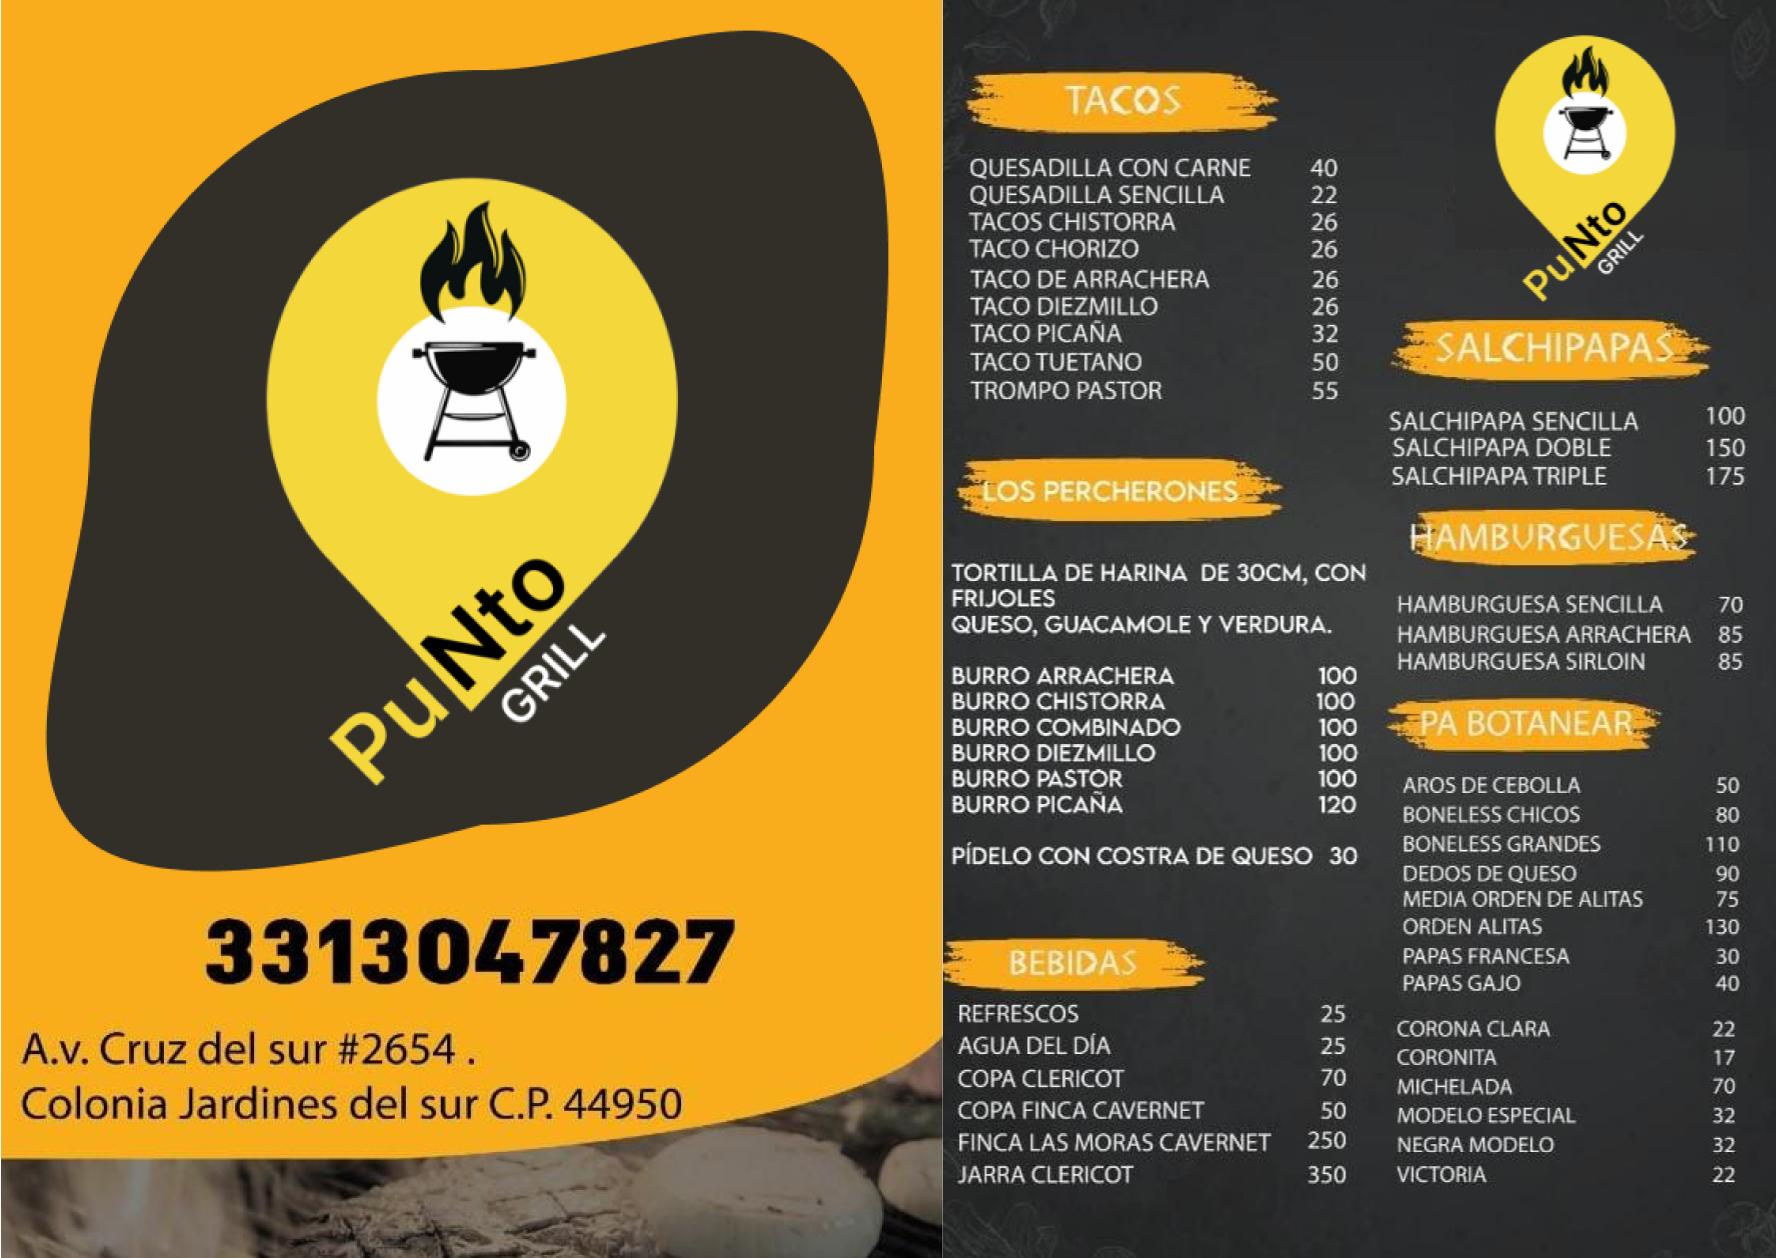 PuNto
GRILL
3313047827
A.v. Cruz del sur #2654 .
Colonia Jardines del sur C.P. 44950
TACOS
QUESADILLA CON CARNE 40
QUESADILLA SENCILLA 22
TACOS CHISTORRA 26
TACO CHORIZO 26
TACO DE ARRACHERA 26
TACO DIEZMILLO 26
TACO PICAÑA 32
TACO TUETANO 50
TROMPO PASTOR 55
LOS PERCHERONES
TORTILLA DE HARINA DE 30CM, CON
FRIJOLES
QUESO, GUACAMOLE Y VERDURA.
BURRO ARRACHERA 100
BURRO CHISTORRA 100
BURRO COMBINADO 100
BURRO DIEZMILLO 100
BURRO PASTOR 100
BURRO PICAÑA 120
PÍDELO CON COSTRA DE QUESO 30
BEBIDAS
REFRESCOS 25
AGUA DEL DÍA 25
COPA CLERICOT 70
COPA FINCA CAVERNET 50
FINCA LAS MORAS CAVERNET 250
JARRA CLERICOT 350
PuNto
GRILL
SALCHIPAPAS
SALCHIPAPA SENCILLA 100
SALCHIPAPA DOBLE 150
SALCHIPAPA TRIPLE 175
HAMBURGUESAS
HAMBURGUESA SENCILLA 70
HAMBURGUESA ARRACHERA 85
HAMBURGUESA SIRLOIN 85
PA BOTANEAR
AROS DE CEBOLLA 50
BONELESS CHICOS 80
BONELESS GRANDES 110
DEDOS DE QUESO 90
MEDIA ORDEN DE ALITAS 75
ORDEN ALITAS 130
PAPAS FRANCESA 30
PAPAS GAJO 40
CORONA CLARA 22
CORONITA 17
MICHELADA 70
MODELO ESPECIAL 32
NEGRA MODELO 32
VICTORIA 22